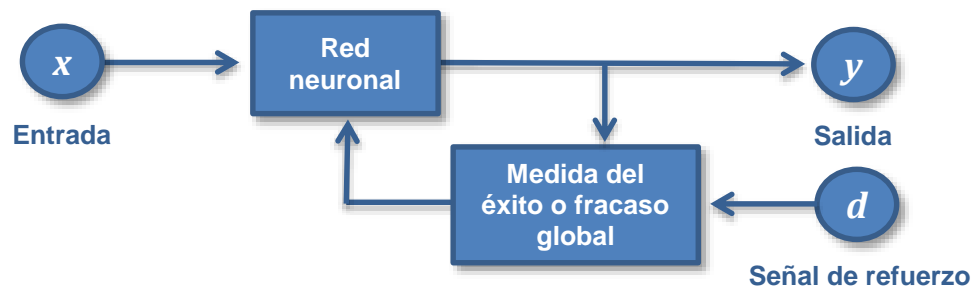 x
Red
neuronal
y
Entrada
Salida
Medida del
éxito o fracaso
global
d
Señal de refuerzo